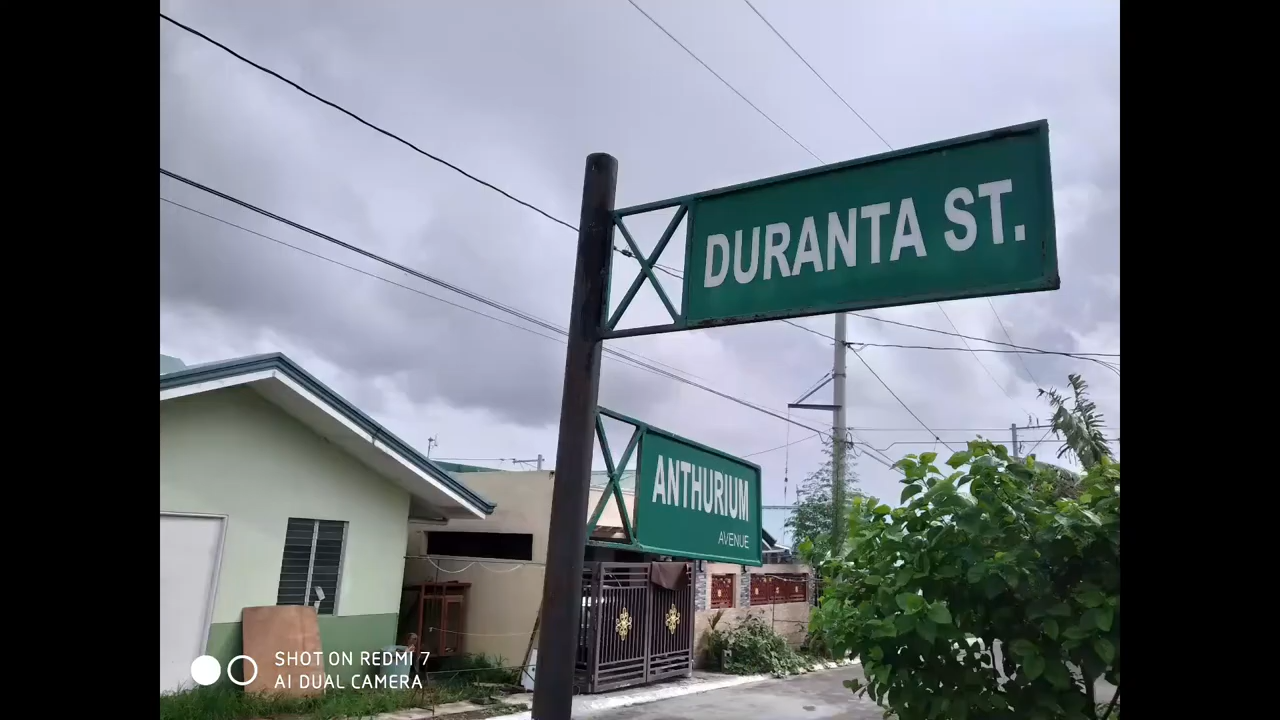 DURANTA ST.
ANTHURIUM
AVENUE
SHOT ON REDMI 7
AI DUAL CAMERA